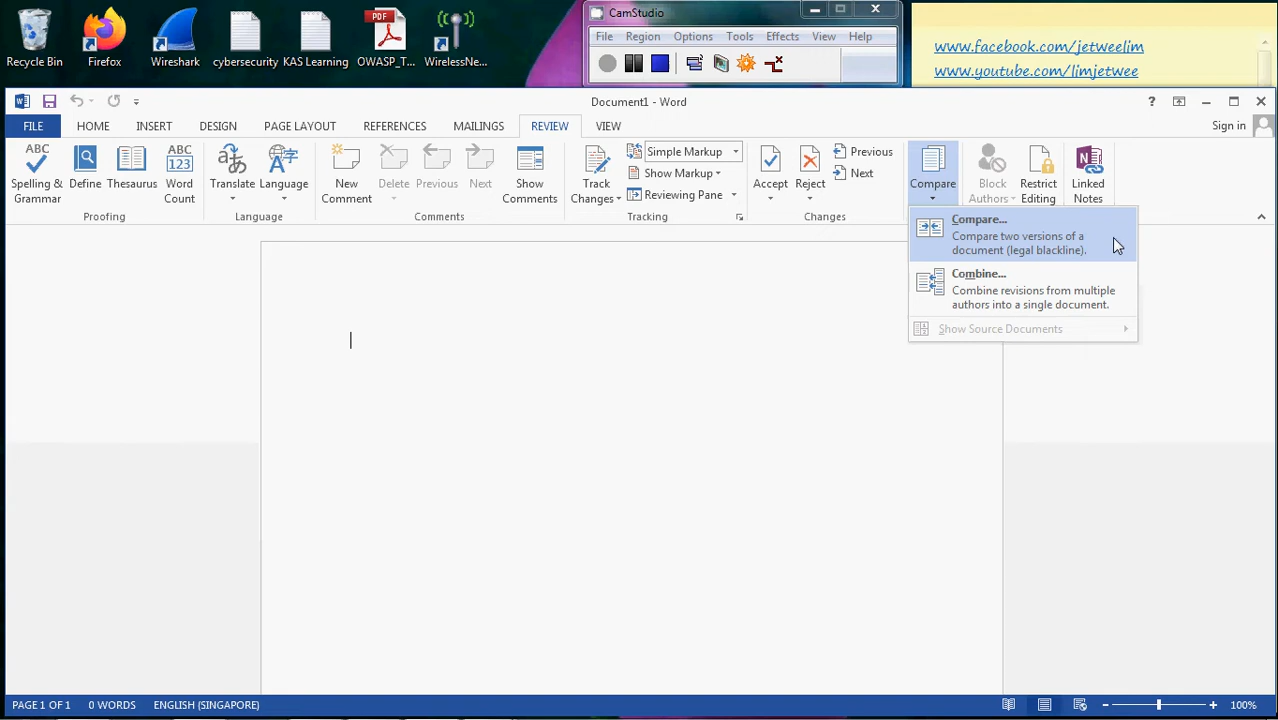 Recycle Bin
Firefox
Wireshark
cybersecurity
KAS Learning
PDF
OWASP_T...
WirelessNe...
CamStudio
File Region Options Tools Effects View Help
www.facebook.com/jetweelim
www.youtube.com/limjetwee
Document1 - Word
?
FILE HOME INSERT DESIGN PAGE LAYOUT REFERENCES MAILINGS REVIEW VIEW
Sign in
ABC
Spelling &
Grammar
Define
Thesaurus
ABC
123
Word
Count
Proofing
Translate
Language
Language
New
Comment
Delete
Previous
Next
Show
Comments
Comments
Track
Changes
Simple Markup
Show Markup
Reviewing Pane
Tracking
Accept
Reject
Previous
Next
Changes
Compare
Block
Authors
Restrict
Editing
Linked
Notes
Compare...
Compare two versions of a
document (legal blackline).
Combine...
Combine revisions from multiple
authors into a single document.
Show Source Documents
PAGE 1 OF 1 0 WORDS ENGLISH (SINGAPORE)
100%